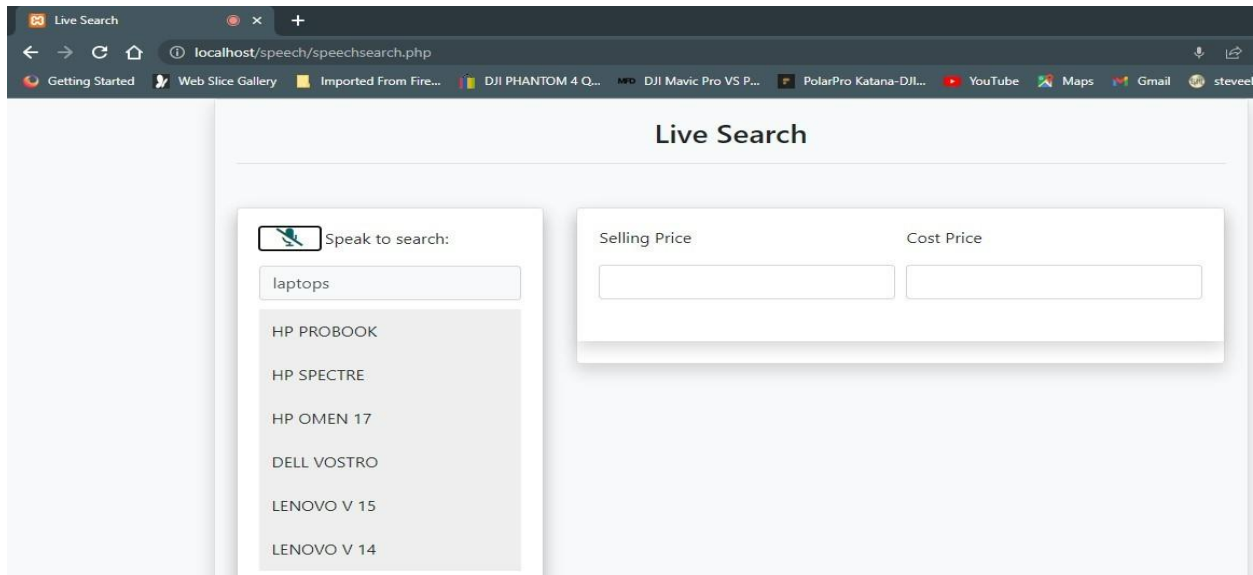 Live Search
localhost/speech/speechsearch.php
Getting Started Web Slice Gallery Imported From Fire... DJI PHANTOM 4 Q... MFD DJI Mavic Pro VS P... PolarPro Katana-DJI... YouTube Maps Gmail
Live Search
Speak to search:
laptops
HP PROBOOK
HP SPECTRE
HP OMEN 17
DELL VOSTRO
LENOVO V 15
LENOVO V 14
Selling Price Cost Price